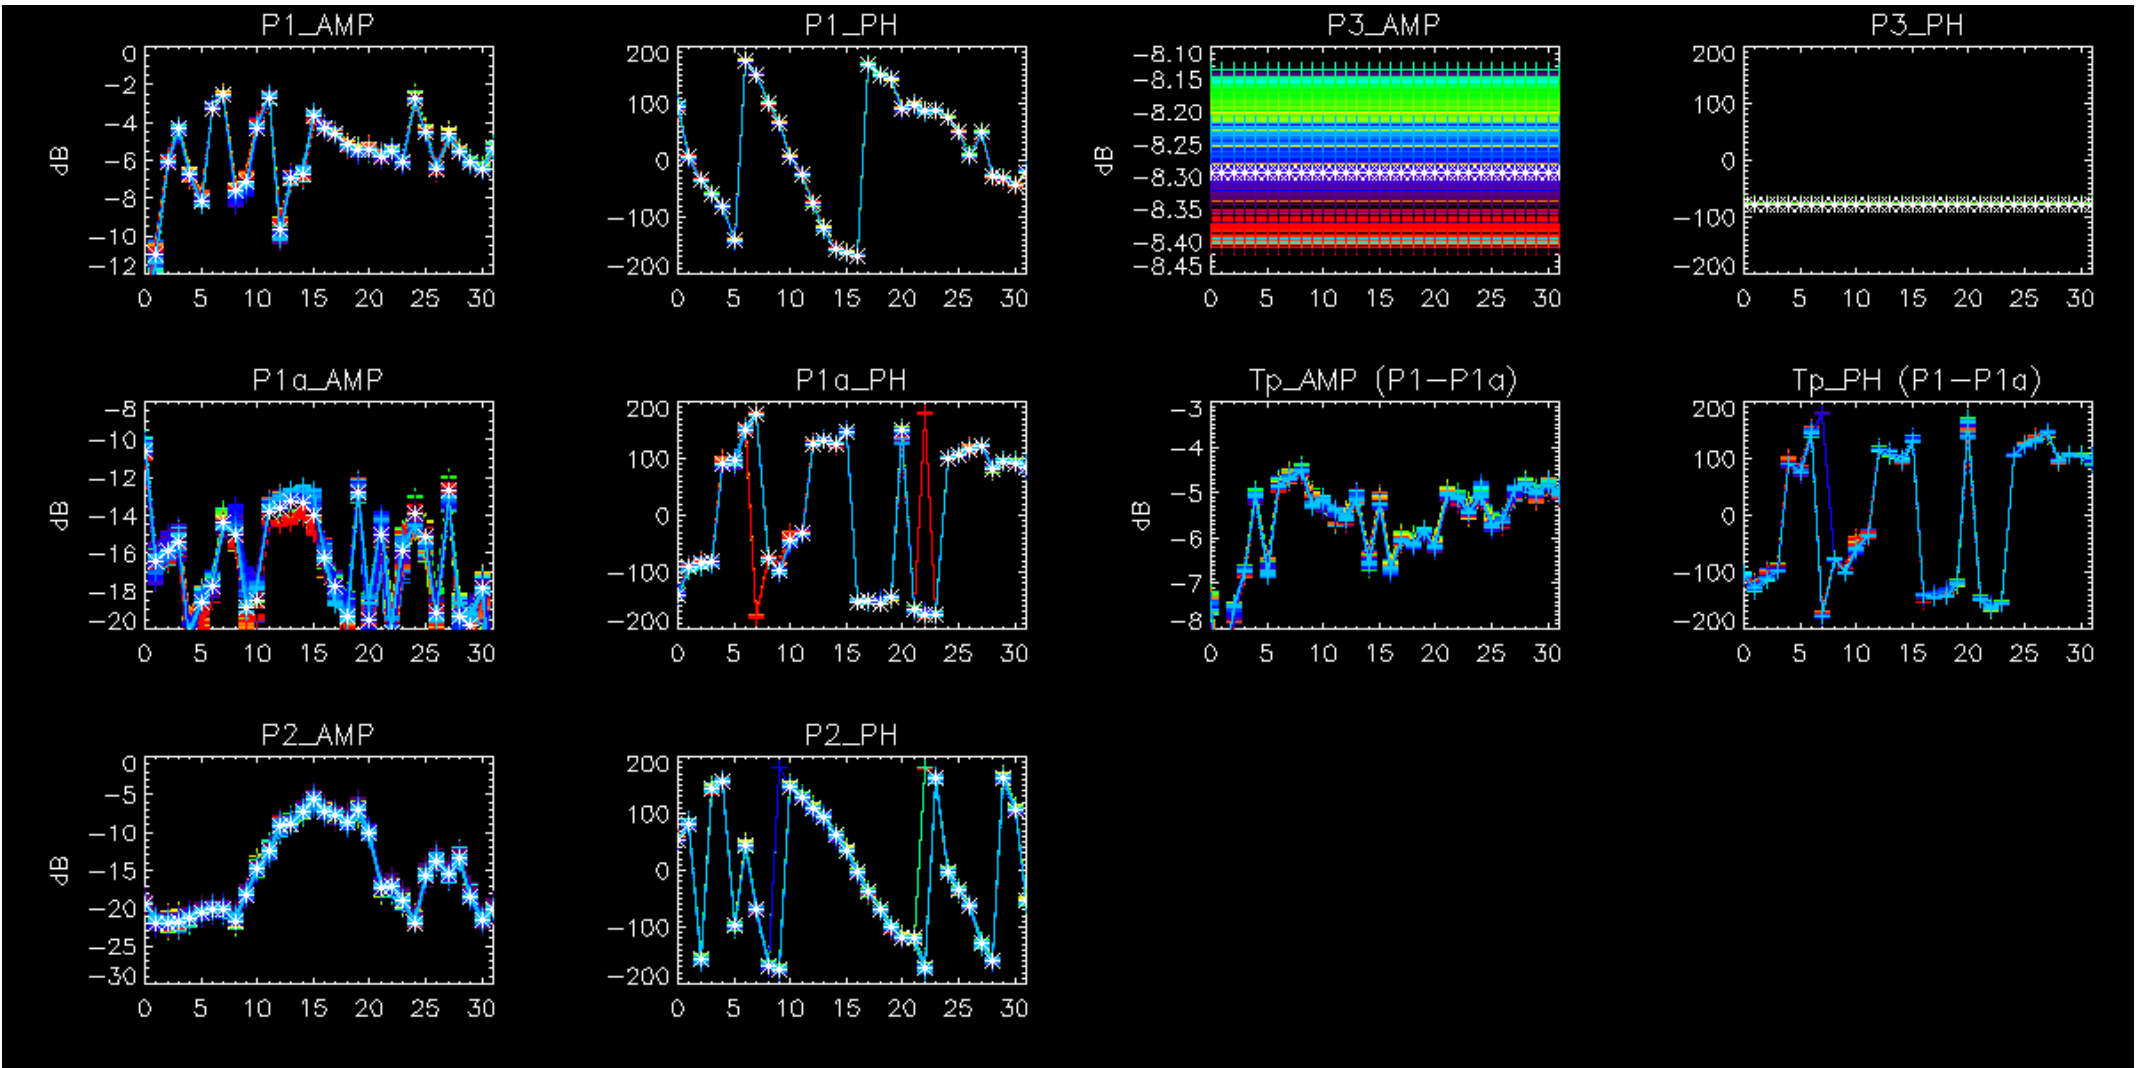 P1_AMP
P1_PH
P3_AMP
P3_PH
0
−2
−4
−6
−8
−10
−12
dB
0 5 10 15 20 25 30
200
100
0
−100
−200
0 5 10 15 20 25 30
−8.10
−8.15
−8.20
−8.25
−8.30
−8.35
−8.40
−8.45
dB
0 5 10 15 20 25 30
200
100
0
−100
−200
0 5 10 15 20 25 30
P1a_AMP
P1a_PH
Tp_AMP (P1−P1a)
Tp_PH (P1−P1a)
−8
−10
−12
−14
−16
−18
−20
dB
0 5 10 15 20 25 30
200
100
0
−100
−200
0 5 10 15 20 25 30
−3
−4
−5
−6
−7
−8
dB
0 5 10 15 20 25 30
200
100
0
−100
−200
0 5 10 15 20 25 30
P2_AMP
P2_PH
0
−5
−10
−15
−20
−25
−30
dB
0 5 10 15 20 25 30
200
100
0
−100
−200
0 5 10 15 20 25 30